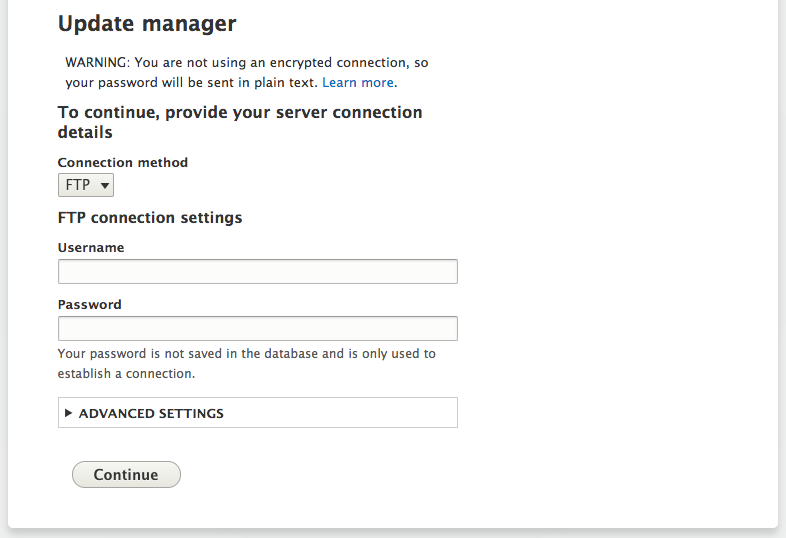 Update manager
WARNING: You are not using an encrypted connection, so
your password will be sent in plain text. Learn more.
To continue, provide your server connection
details
Connection method
FTP
FTP connection settings
Username
Password
Your password is not saved in the database and is only used to
establish a connection.
ADVANCED SETTINGS
Continue